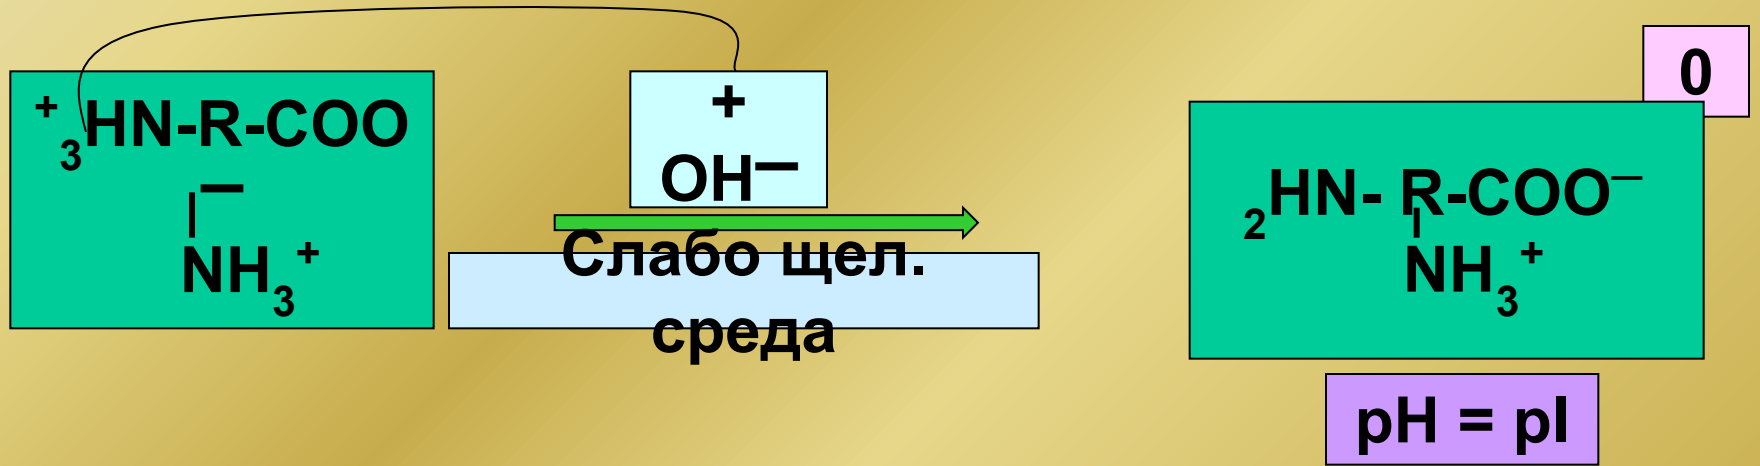 ⁺₃HN-R-COO
—
|
NH₃⁺
+
OH—
Слабо щел.
среда
0
₂HN- R-COO—
|
NH₃⁺
pH = pI